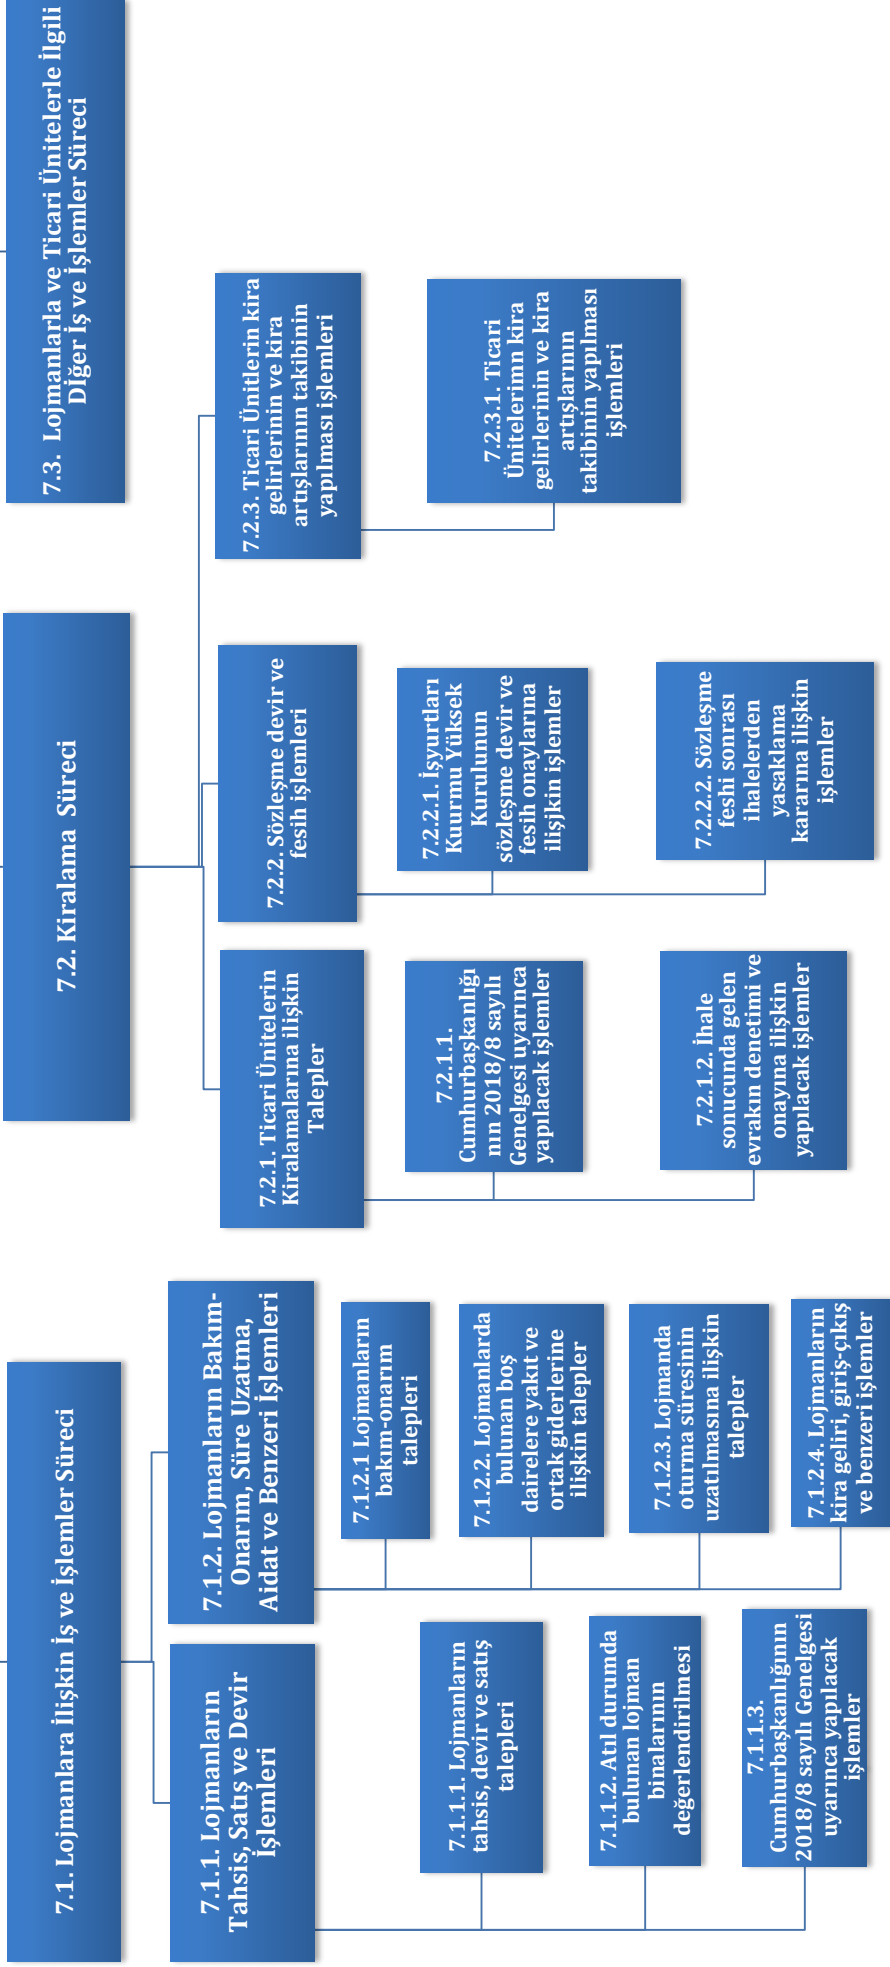 7.1. Lojmanlara İlişkin İş ve İşlemler Süreci
7.1.1. Lojmanların
Tahsis, Satış ve Devir
İşlemleri
7.1.1.1. Lojmanların
tahsis, devir ve satış
talepleri
7.1.1.2. Atıl durumda
bulunan lojman
binalarının
değerlendirilmesi
7.1.1.3.
Cumhurbaşkanlığının
2018/8 sayılı Genelgesi
uyarınca yapılacak
işlemler
7.1.2. Lojmanların Bakım-
Onarım, Süre Uzatma,
Aidat ve Benzeri İşlemleri
7.1.2.1 Lojmanların
bakım-onarım
talepleri
7.1.2.2. Lojmanlarda
bulunan boş
dairelere yakıt ve
ortak giderlerine
ilişkin talepler
7.1.2.3. Lojmanda
oturma süresinin
uzatılmasına ilişkin
talepler
7.1.2.4. Lojmanların
kira geliri, giriş-çıkış
ve benzeri işlemler
7.2. Kiralama Süreci
7.2.1. Ticari Ünitelerin
Kiralamalarına ilişkin
Talepler
7.2.1.1.
Cumhurbaşkanlığı
nın 2018/8 sayılı
Genelgesi uyarınca
yapılacak işlemler
7.2.1.2. İhale
sonucunda gelen
evrakın denetimi ve
onayına ilişkin
yapılacak işlemler
7.2.2. Sözleşme devir ve
fesih işlemleri
7.2.2.1. İşyurtları
Kuurmu Yüksek
Kurulunun
sözleşme devir ve
fesih onaylarına
ilişjkin işlemler
7.2.2.2. Sözleşme
feshi sonrası
ihalelerden
yasaklama
kararına ilişkin
işlemler
7.2.3. Ticari Ünitlerin kira
gelirlerinin ve kira
artışlarının takibinin
yapılması işlemleri
7.2.3.1. Ticari
Ünitelerimn kira
gelirlerinin ve kira
artışlarının
takibinin yapılması
işlemleri
7.3. Lojmanlarla ve Ticari Ünitelerle İlgili
Dİğer İş ve İşlemler Süreci